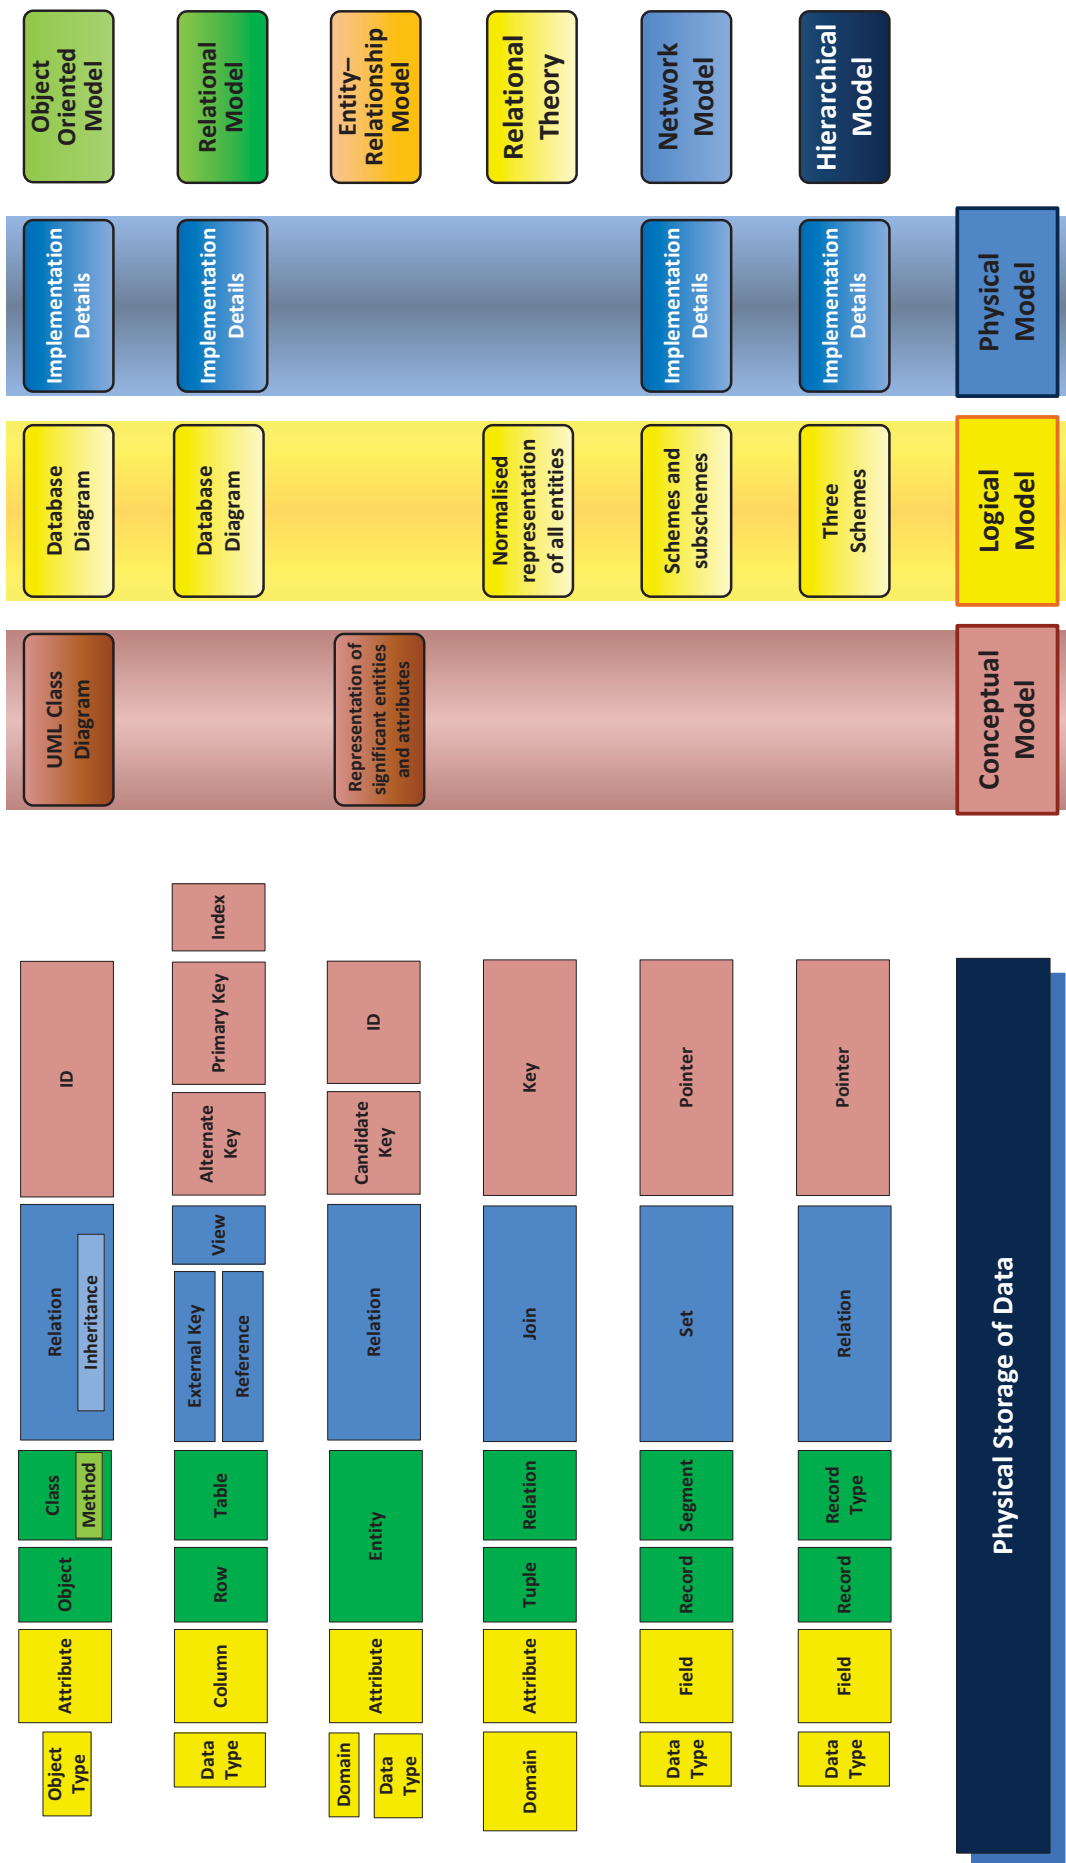 Object
Type
Attribute
Object
Class
Method
Relation
Inheritance
ID
UML Class
Diagram
Database
Diagram
Implementation
Details
Object
Oriented
Model
Data
Type
Column
Row
Table
External Key
Reference
View
Alternate
Key
Primary Key
Index
Database
Diagram
Implementation
Details
Relational
Model
Domain
Data
Type
Attribute
Entity
Relation
Candidate
Key
ID
Representation of
significant entities
and attributes
Entity–
Relationship
Model
Domain
Attribute
Tuple
Relation
Join
Key
Normalised
representation
of all entities
Relational
Theory
Data
Type
Field
Record
Segment
Set
Pointer
Schemes and
subschemes
Implementation
Details
Network
Model
Data
Type
Field
Record
Record
Type
Relation
Pointer
Three
Schemes
Implementation
Details
Hierarchical
Model
Physical Storage of Data
Conceptual
Model
Logical
Model
Physical
Model